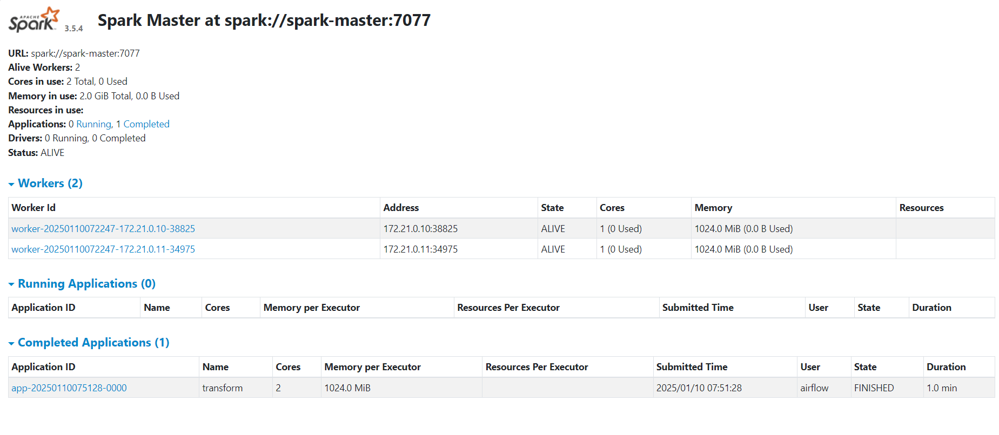 APACHE
Spark™ 3.5.4 Spark Master at spark://spark-master:7077
URL: spark://spark-master:7077
Alive Workers: 2
Cores in use: 2 Total, 0 Used
Memory in use: 2.0 GiB Total, 0.0 B Used
Resources in use:
Applications: 0 Running, 1 Completed
Drivers: 0 Running, 0 Completed
Status: ALIVE
Workers (2)
Worker Id Address State Cores Memory Resources
worker-20250110072247-172.21.0.10-38825 172.21.0.10:38825 ALIVE 1 (0 Used) 1024.0 MiB (0.0 B Used)
worker-20250110072247-172.21.0.11-34975 172.21.0.11:34975 ALIVE 1 (0 Used) 1024.0 MiB (0.0 B Used)
Running Applications (0)
Application ID Name Cores Memory per Executor Resources Per Executor Submitted Time User State Duration
Completed Applications (1)
Application ID Name Cores Memory per Executor Resources Per Executor Submitted Time User State Duration
app-20250110075128-0000 transform 2 1024.0 MiB 2025/01/10 07:51:28 airflow FINISHED 1.0 min